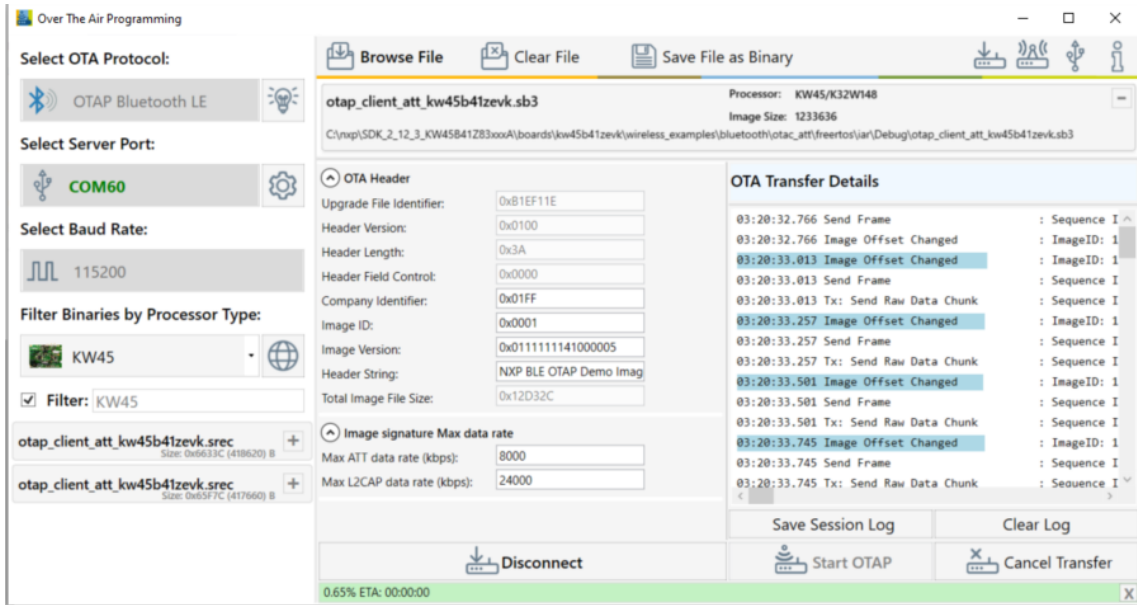 Over The Air Programming
Select OTA Protocol:
OTAP Bluetooth LE
Select Server Port:
COM60
Select Baud Rate:
115200
Filter Binaries by Processor Type:
KW45
Filter: KW45
otap_client_att_kw45b41zevk.srec
Size: 0x6633C (418620) B
otap_client_att_kw45b41zevk.srec
Size: 0x65F7C (417660) B
Browse File Clear File Save File as Binary
otap_client_att_kw45b41zevk.sb3
Processor: KW45/K32W148
Image Size: 1233636
C:\nxp\SDK_2_12_3_KW45B41Z83xxxA\boards\kw45b41zevk\wireless_examples\bluetooth\otac_att\freertos\iar\Debug\otap_client_att_kw45b41zevk.sb3
OTA Header
Upgrade File Identifier: 0xB1EF11E
Header Version: 0x0100
Header Length: 0x3A
Header Field Control: 0x0000
Company Identifier: 0x01FF
Image ID: 0x0001
Image Version: 0x0111111141000005
Header String: NXP BLE OTAP Demo Imag
Total Image File Size: 0x12D32C
Image signature Max data rate
Max ATT data rate (kbps): 8000
Max L2CAP data rate (kbps): 24000
OTA Transfer Details
03:20:32.766 Send Frame : Sequence I
03:20:32.766 Image Offset Changed : ImageID: 1
03:20:33.013 Image Offset Changed : ImageID: 1
03:20:33.013 Send Frame : Sequence I
03:20:33.013 Tx: Send Raw Data Chunk : Sequence I
03:20:33.257 Image Offset Changed : ImageID: 1
03:20:33.257 Send Frame : Sequence I
03:20:33.257 Tx: Send Raw Data Chunk : Sequence I
03:20:33.501 Image Offset Changed : ImageID: 1
03:20:33.501 Send Frame : Sequence I
03:20:33.501 Tx: Send Raw Data Chunk : Sequence I
03:20:33.745 Image Offset Changed : ImageID: 1
03:20:33.745 Send Frame : Sequence I
03:20:33.745 Tx: Send Raw Data Chunk : Sequence I
Save Session Log Clear Log
Disconnect Start OTAP Cancel Transfer
0.65% ETA: 00:00:00 X